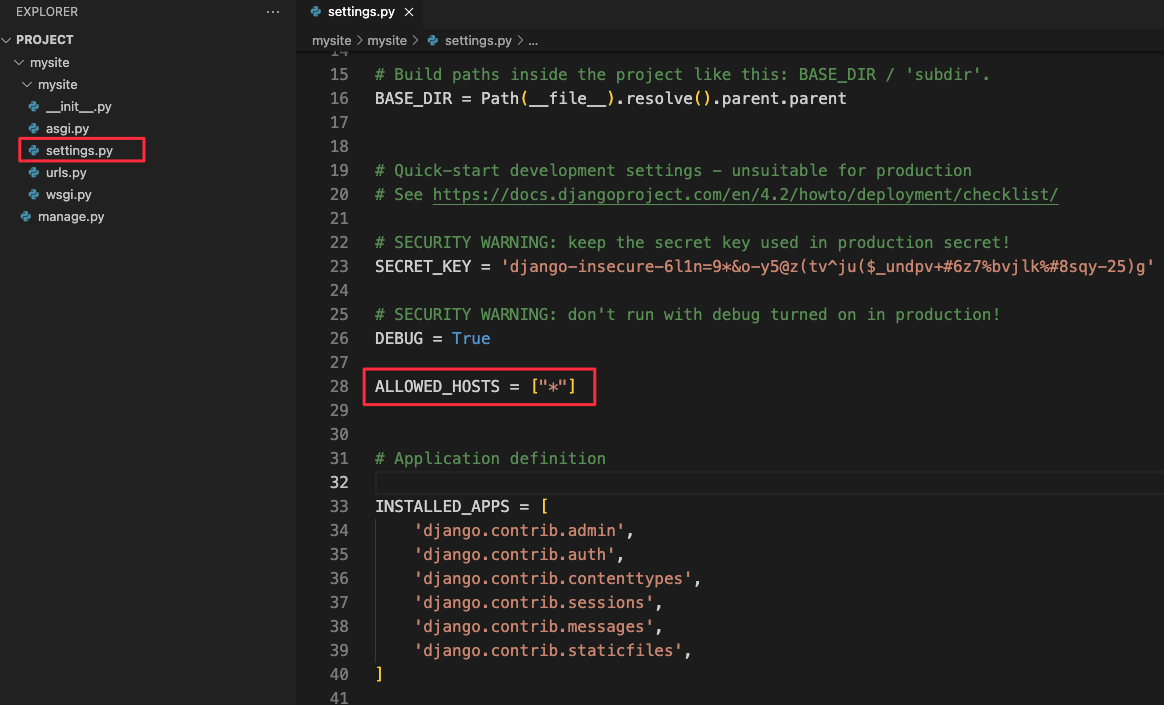 EXPLORER
PROJECT
mysite
mysite
__init__.py
asgi.py
settings.py
urls.py
wsgi.py
manage.py
settings.py
mysite > mysite > settings.py > ...
14
15 # Build paths inside the project like this: BASE_DIR / 'subdir'.
16 BASE_DIR = Path(__file__).resolve().parent.parent
17
18
19 # Quick-start development settings - unsuitable for production
20 # See https://docs.djangoproject.com/en/4.2/howto/deployment/checklist/
21
22 # SECURITY WARNING: keep the secret key used in production secret!
23 SECRET_KEY = 'django-insecure-6l1n=9*&o-y5@z(tv^ju($_undpv+#6z7%bvjlk%#8sqy-25)g'
24
25 # SECURITY WARNING: don't run with debug turned on in production!
26 DEBUG = True
27
28 ALLOWED_HOSTS = ["*"]
29
30
31 # Application definition
32
33 INSTALLED_APPS = [
34     'django.contrib.admin',
35     'django.contrib.auth',
36     'django.contrib.contenttypes',
37     'django.contrib.sessions',
38     'django.contrib.messages',
39     'django.contrib.staticfiles',
40 ]
41